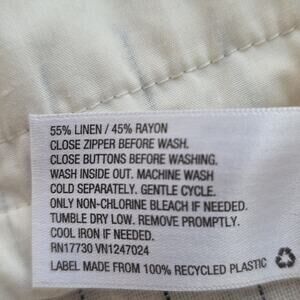 55% LINEN / 45% RAYON
CLOSE ZIPPER BEFORE WASH.
CLOSE BUTTONS BEFORE WASHING.
WASH INSIDE OUT. MACHINE WASH
COLD SEPARATELY. GENTLE CYCLE.
ONLY NON-CHLORINE BLEACH IF NEEDED.
TUMBLE DRY LOW. REMOVE PROMPTLY.
COOL IRON IF NEEDED.
RN17730 VN1247024
LABEL MADE FROM 100% RECYCLED PLASTIC